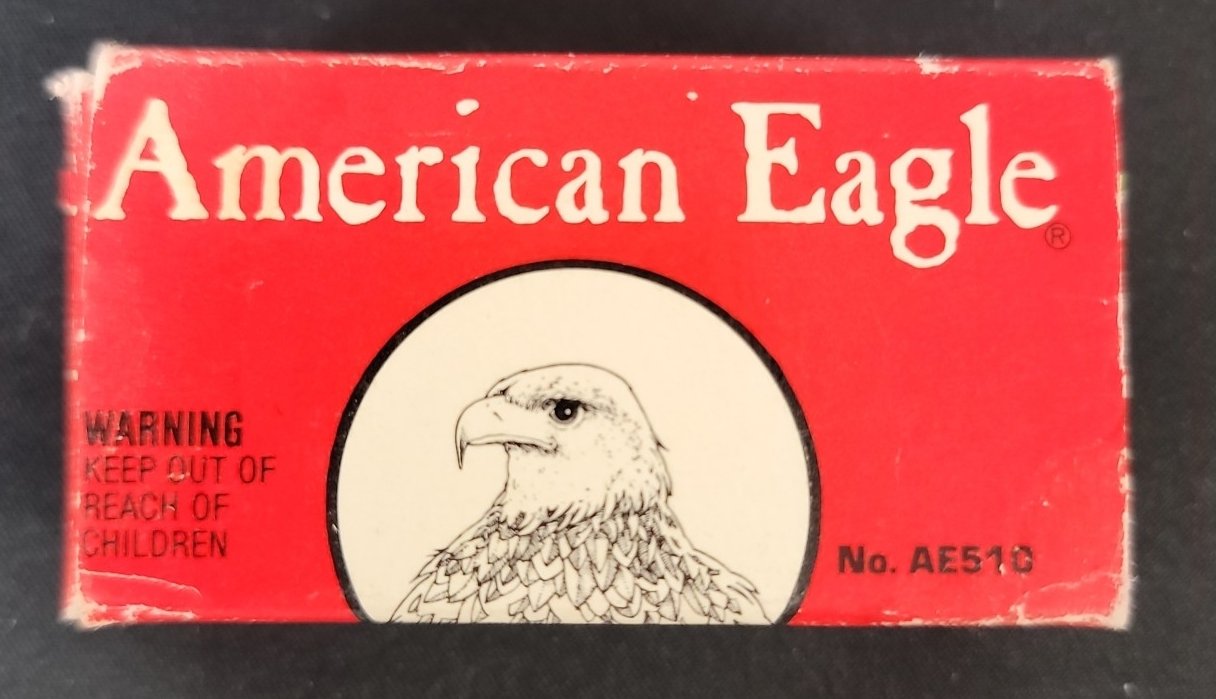 American Eagle
®
WARNING
KEEP OUT OF
REACH OF
CHILDREN
No. AE510